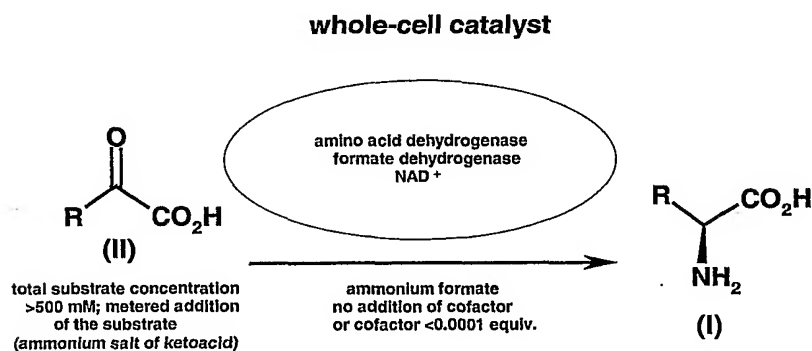 whole-cell catalyst
amino acid dehydrogenase
formate dehydrogenase
NAD +
O
R
CO2H
(II)
R
CO2H
NH2
(I)
total substrate concentration
>500 mM; metered addition
of the substrate
(ammonium salt of ketoacid)
ammonium formate
no addition of cofactor
or cofactor <0.0001 equiv.